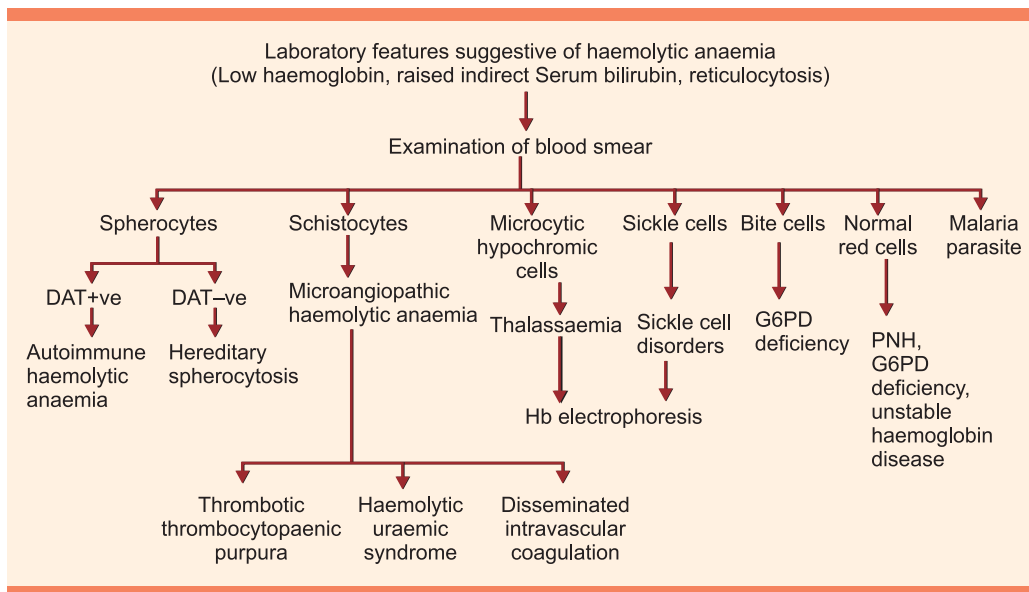 Laboratory features suggestive of haemolytic anaemia
(Low haemoglobin, raised indirect Serum bilirubin, reticulocytosis)
Examination of blood smear
Spherocytes
Schistocytes
Microcytic
hypochromic
cells
Sickle cells
Bite cells
Normal
red cells
Malaria
parasite
DAT+ve
DAT–ve
Microangiopathic
haemolytic anaemia
Thalassaemia
Sickle cell
disorders
G6PD
deficiency
PNH,
G6PD
deficiency,
unstable
haemoglobin
disease
Autoimmune
haemolytic
anaemia
Hereditary
spherocytosis
Hb electrophoresis
Thrombotic
thrombocytopaenic
purpura
Haemolytic
uraemic
syndrome
Disseminated
intravascular
coagulation